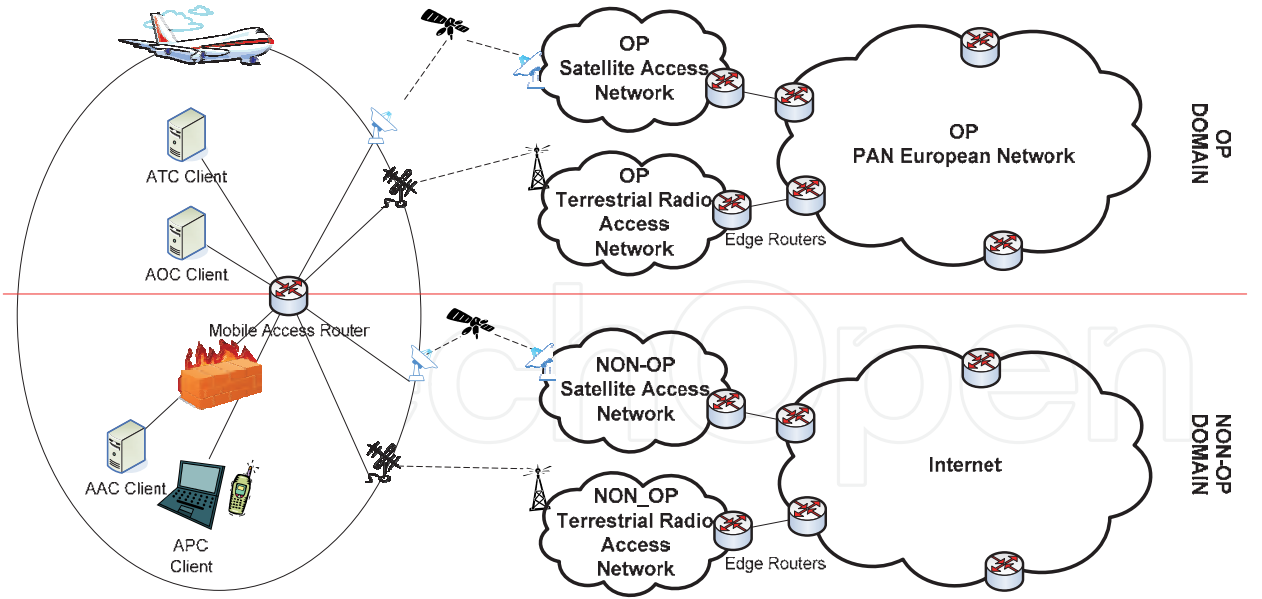 OP
Satellite Access
Network
OP
PAN European Network
OP
DOMAIN
ATC Client
OP
Terrestrial Radio
Access
Network
Edge Routers
AOC Client
Mobile Access Router
NON-OP
Satellite Access
Network
Internet
NON-OP
DOMAIN
AAC Client
NON_OP
Terrestrial Radio
Access
Network
Edge Routers
APC
Client
techOpen